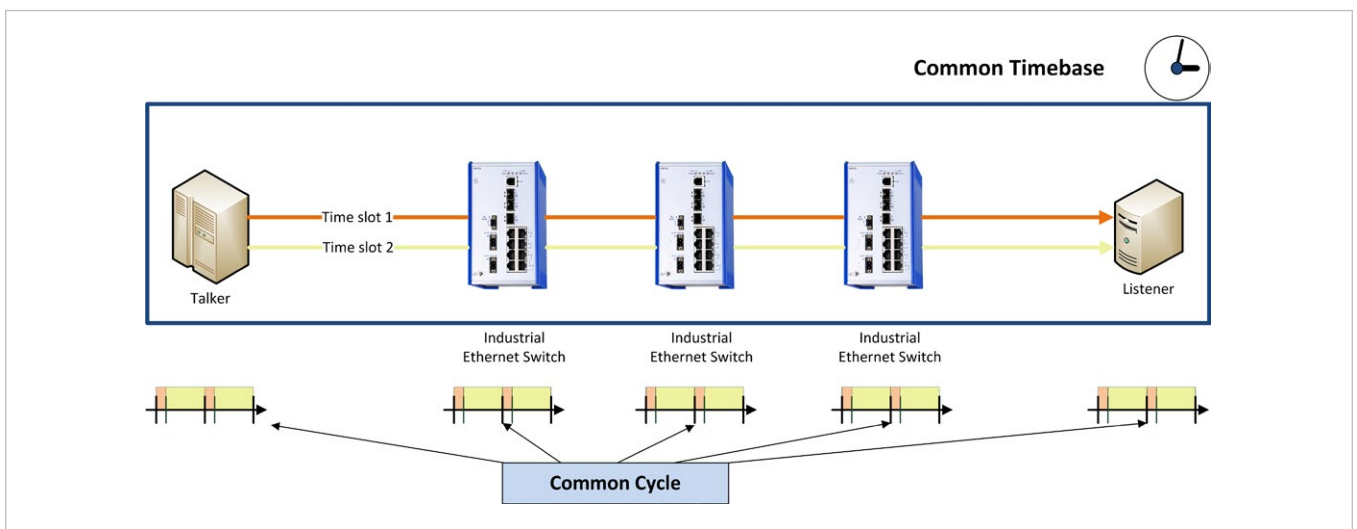 Common Timebase
Time slot 1
Time slot 2
Talker
Listener
Industrial
Ethernet Switch
Industrial
Ethernet Switch
Industrial
Ethernet Switch
Common Cycle